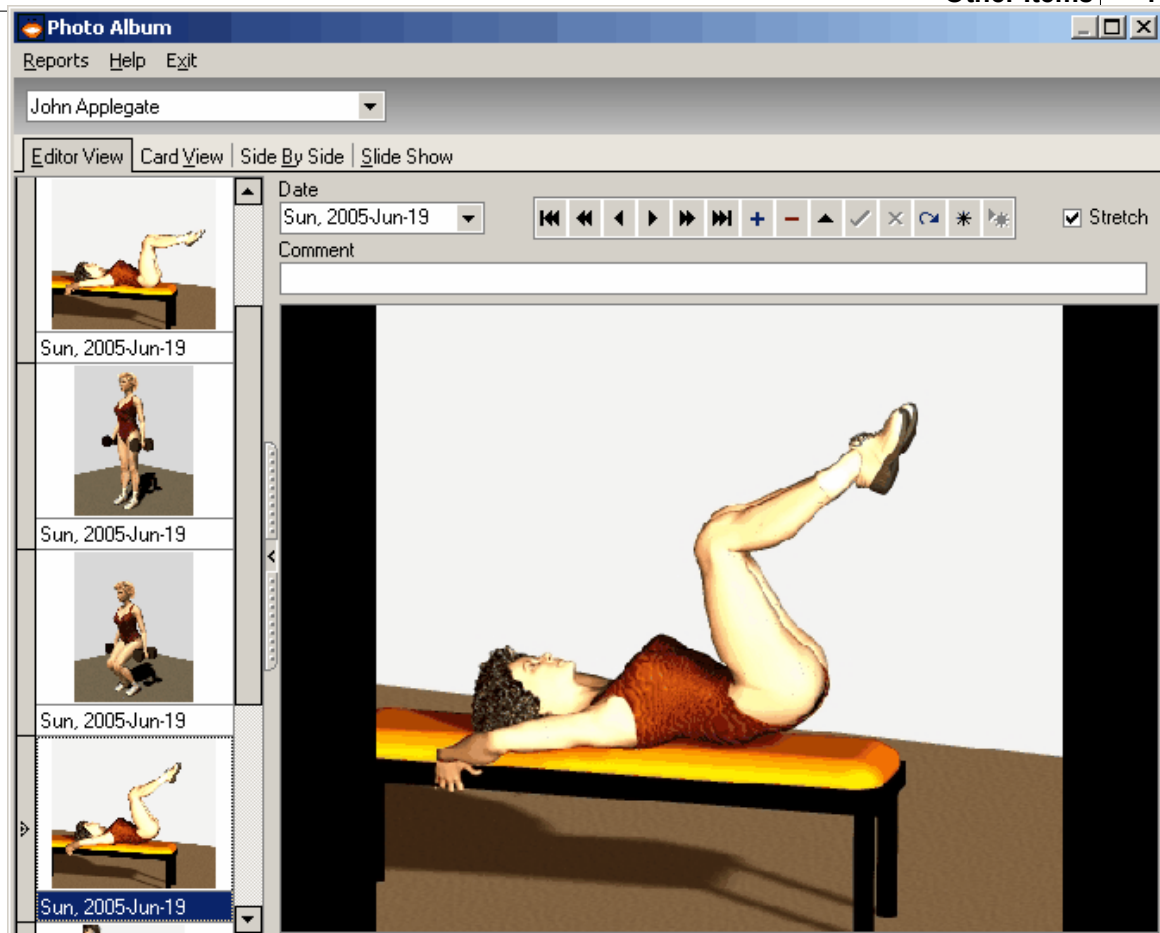 Other Items
Photo Album
Reports Help Exit
John Applegate
Editor View Card View Side By Side Slide Show
Date
Sun, 2005-Jun-19
Stretch
Comment
Sun, 2005-Jun-19
Sun, 2005-Jun-19
Sun, 2005-Jun-19
Sun, 2005-Jun-19